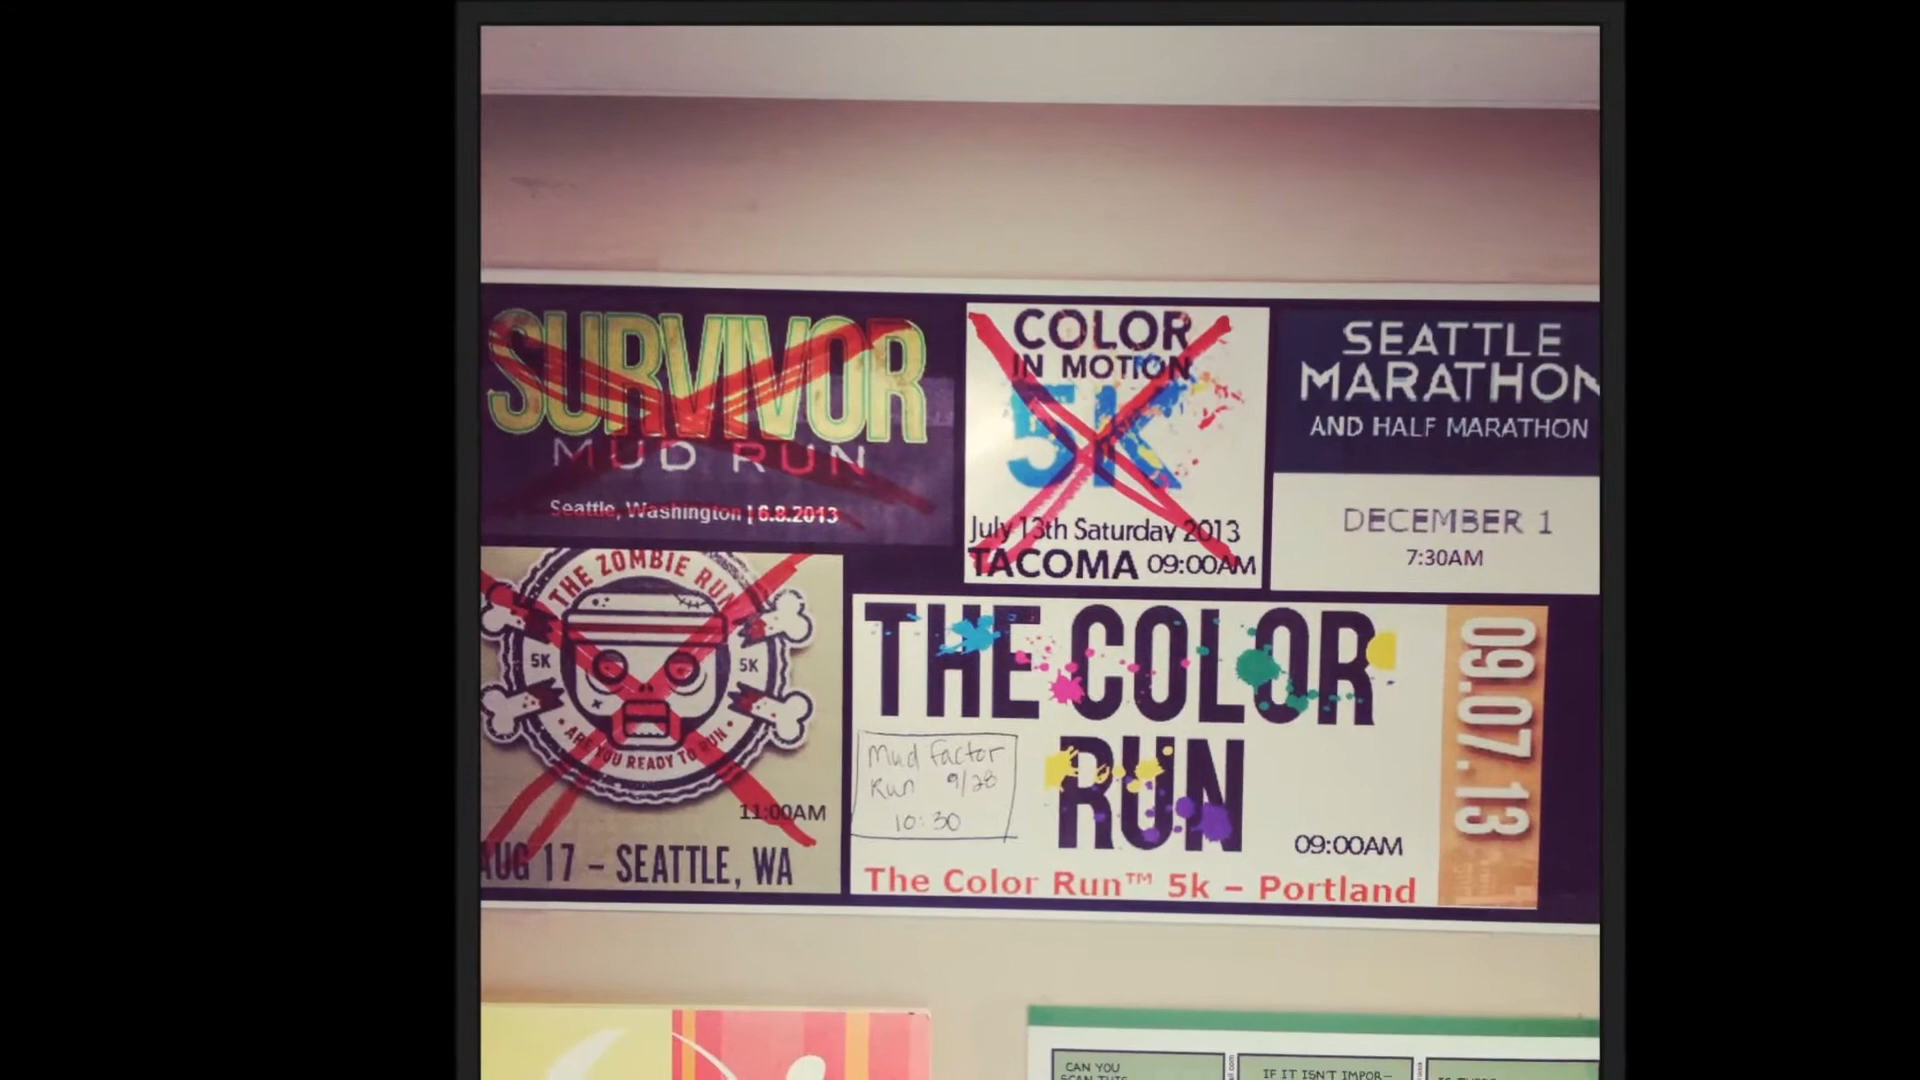 SURVIVOR
MUD RUN
Seattle, Washington | 6.8.2013
COLOR
IN MOTION
5K
July 13th Saturday 2013
TACOMA 09:00AM
SEATTLE
MARATHON
AND HALF MARATHON
DECEMBER 1
7:30AM
THE ZOMBIE RUN
5K
5K
• ARE YOU READY TO RUN •
11:00AM
AUG 17 – SEATTLE, WA
THE COLOR
RUN
09.07.13
Mud Factor
Run 9/28
10:30
09:00AM
The Color Run™ 5k – Portland
CAN YOU
SCAN THIS
IF IT ISN'T IMPOR–